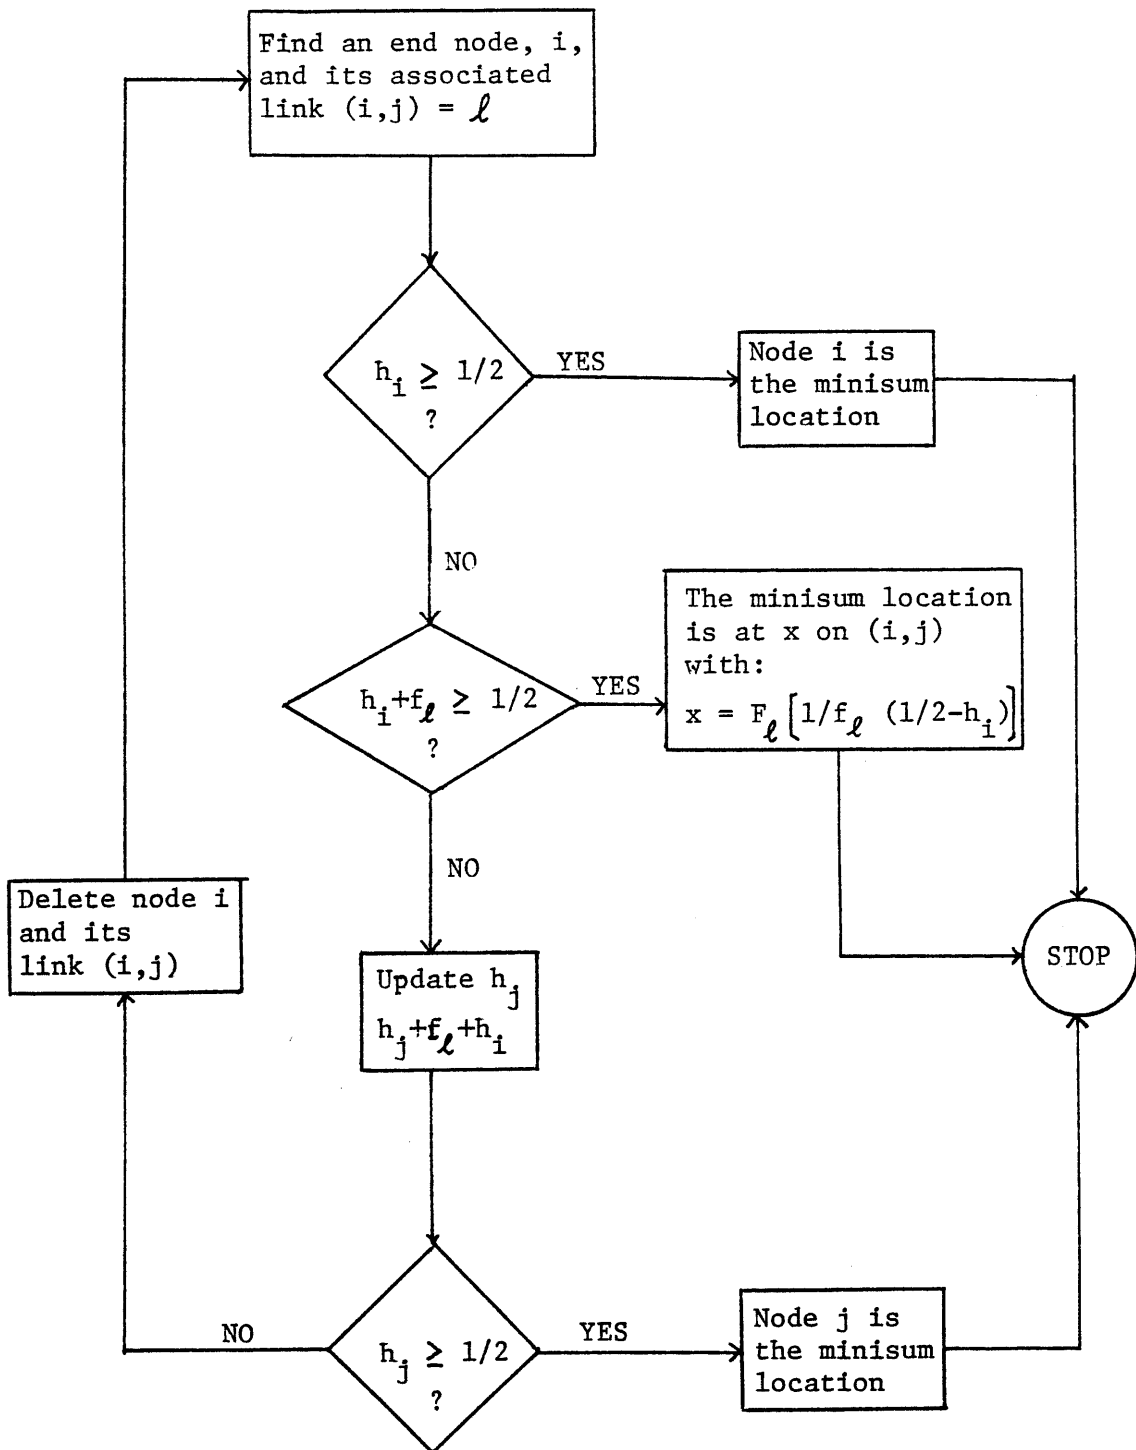 Find an end node, i,
and its associated
link (i,j) = ℓ
h_i ≥ 1/2
?
YES
Node i is
the minisum
location
NO
h_i+f_ℓ ≥ 1/2
?
YES
The minisum location
is at x on (i,j)
with:
x = F_ℓ[1/f_ℓ (1/2-h_i)]
NO
Delete node i
and its
link (i,j)
Update h_j
h_j+f_ℓ+h_i
STOP
h_j ≥ 1/2
?
NO
YES
Node j is
the minisum
location